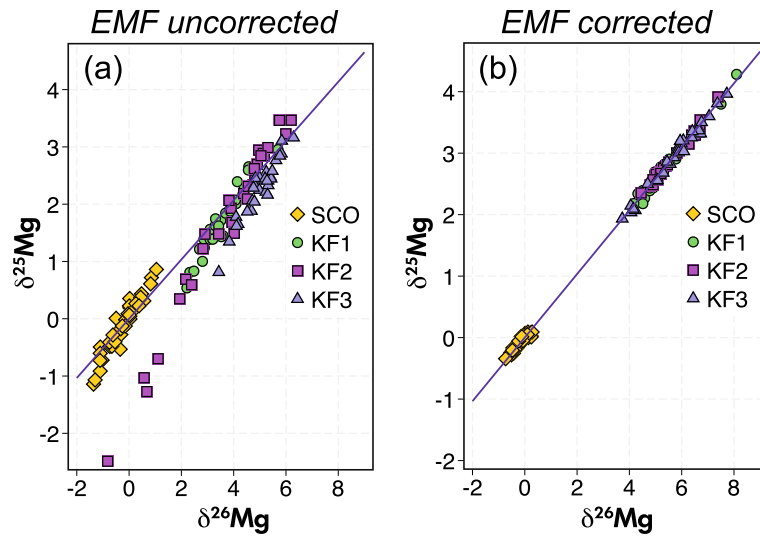 EMF uncorrected
EMF corrected
(a)
4
3
2
1
0
-1
-2
δ²⁵Mg
SCO
KF1
KF2
KF3
-2 0 2 4 6 8
δ²⁶Mg
(b)
4
3
2
1
0
-1
-2
δ²⁵Mg
SCO
KF1
KF2
KF3
-2 0 2 4 6 8
δ²⁶Mg